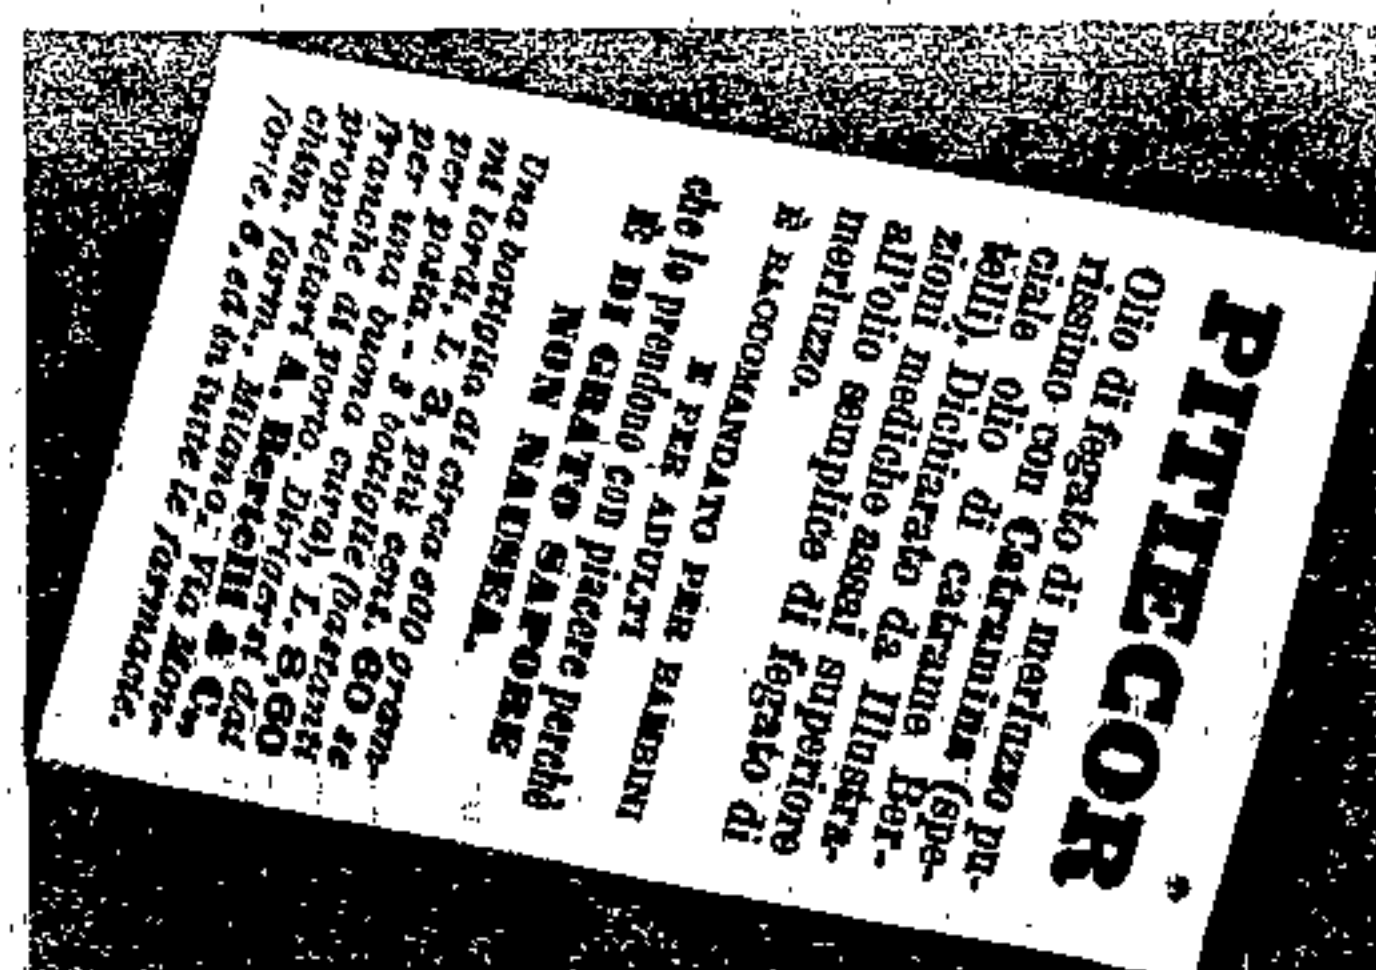 PITIECOR
Olio di fegato di merluzzo pu-
rissimo con Catramina (spe-
ciale olio di catrame Ber-
telli). Dichiarato da Illustra-
zioni mediche assai superiore
all'olio semplice di fegato di
merluzzo.
È RACCOMANDATO PER BAMBINI
E PER ADULTI
che lo prendono con piacere perchè
È DI GRATO SAPORE
NON NAUSEA.
Una bottiglia di circa gram-
mi lordi, L. 3, più cent. 60 se
per posta. - 3 bottiglie (bastanti
per una buona cura), L. 8,60
franche di porto. Dirigersi dai
proprietari A. Bertelli e C.,
chim. farm.: Milano: Via Mon-
forte, 6, ed in tutte le farmacie.